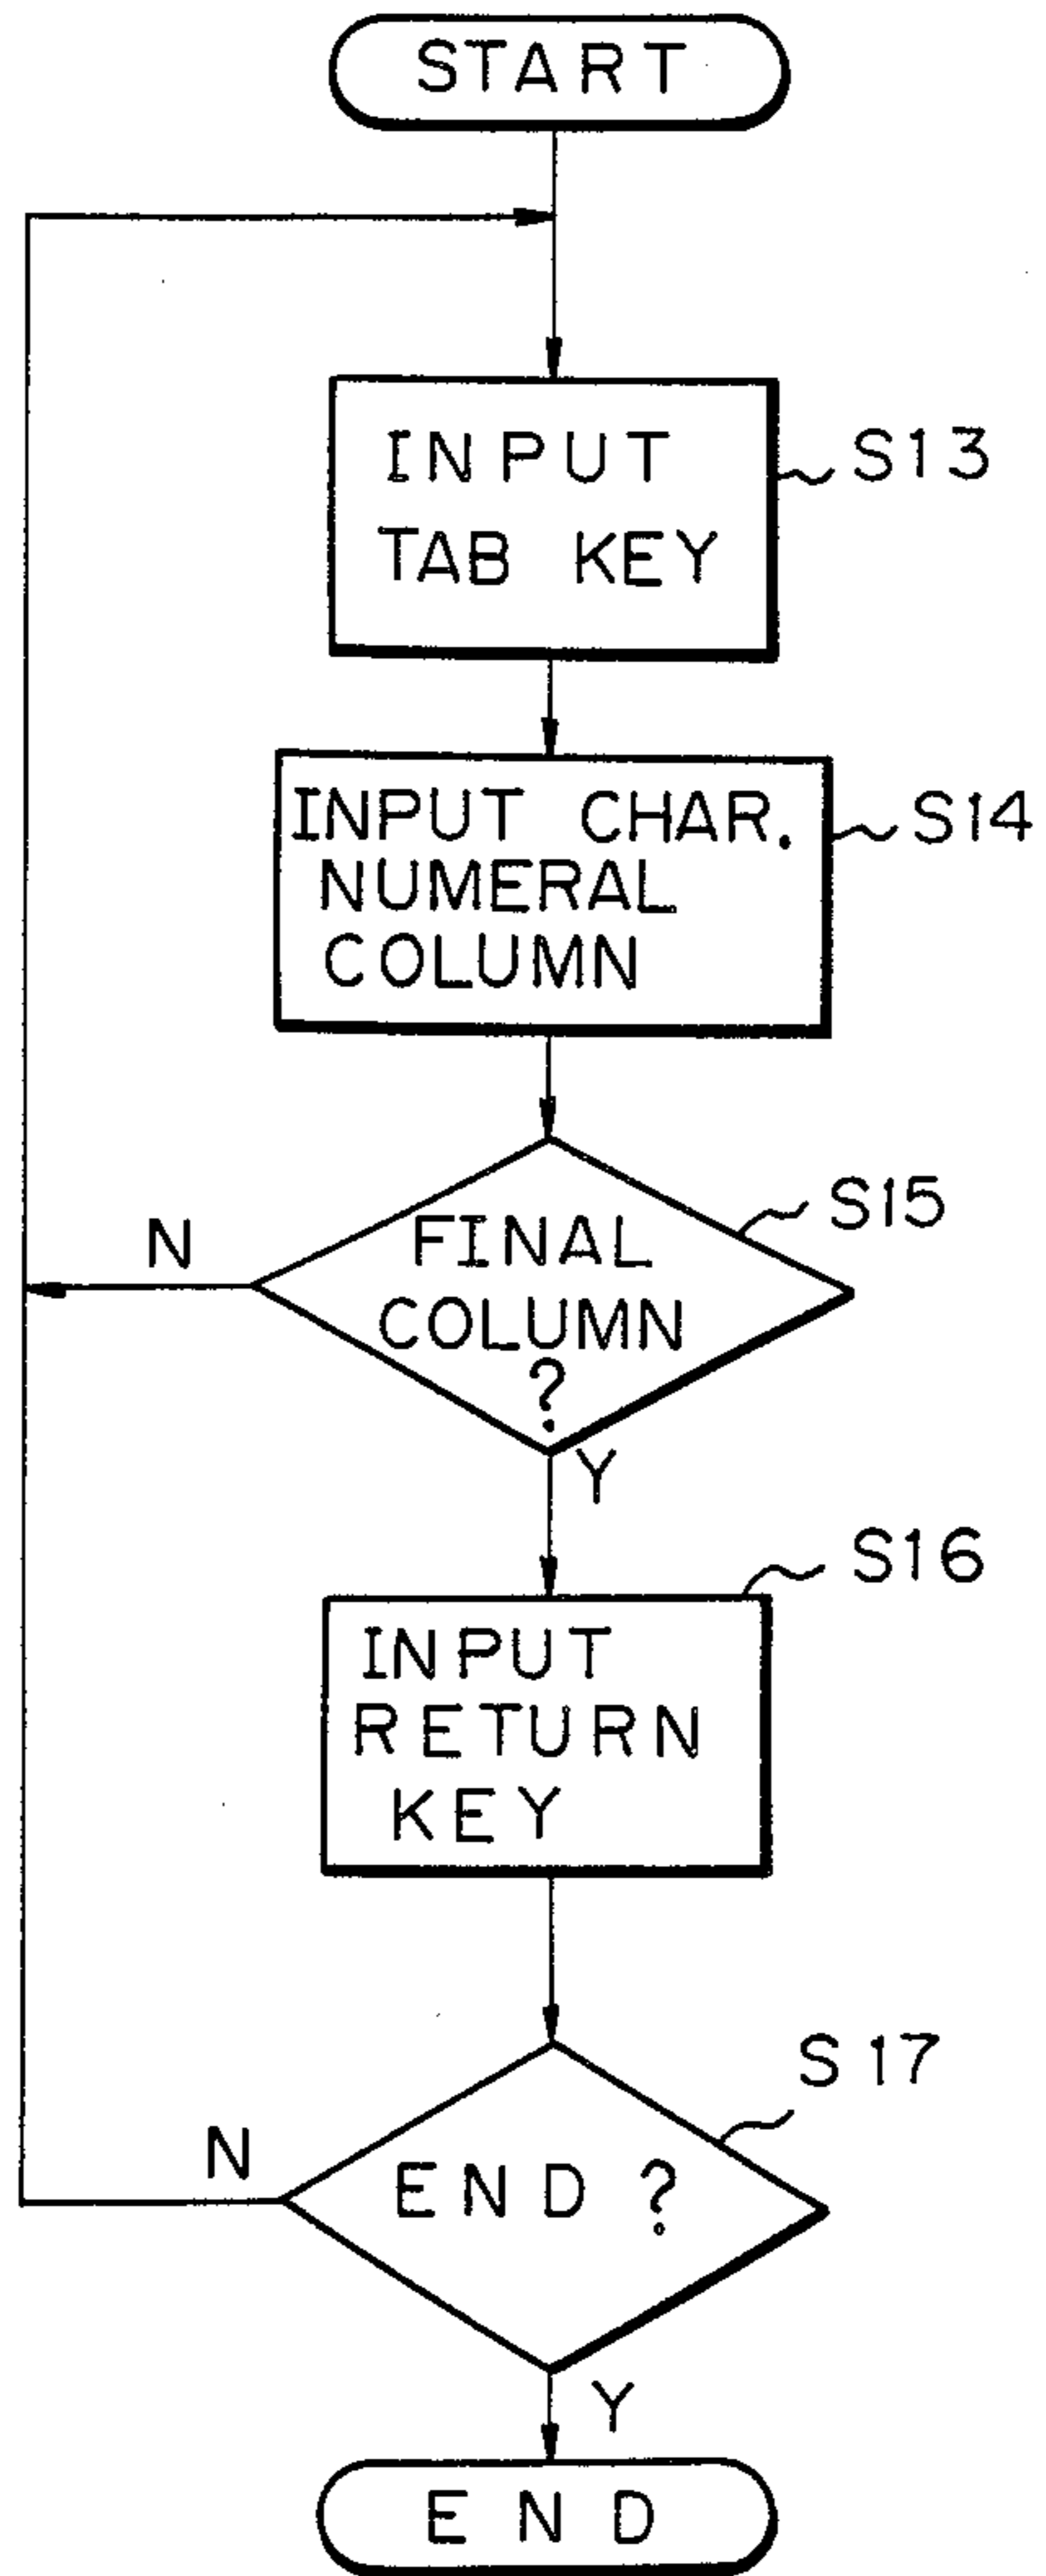 START
INPUT
TAB KEY
S13
INPUT CHAR.
NUMERAL
COLUMN
S14
FINAL
COLUMN
?
S15
N
Y
INPUT
RETURN
KEY
S16
END?
S17
N
Y
END